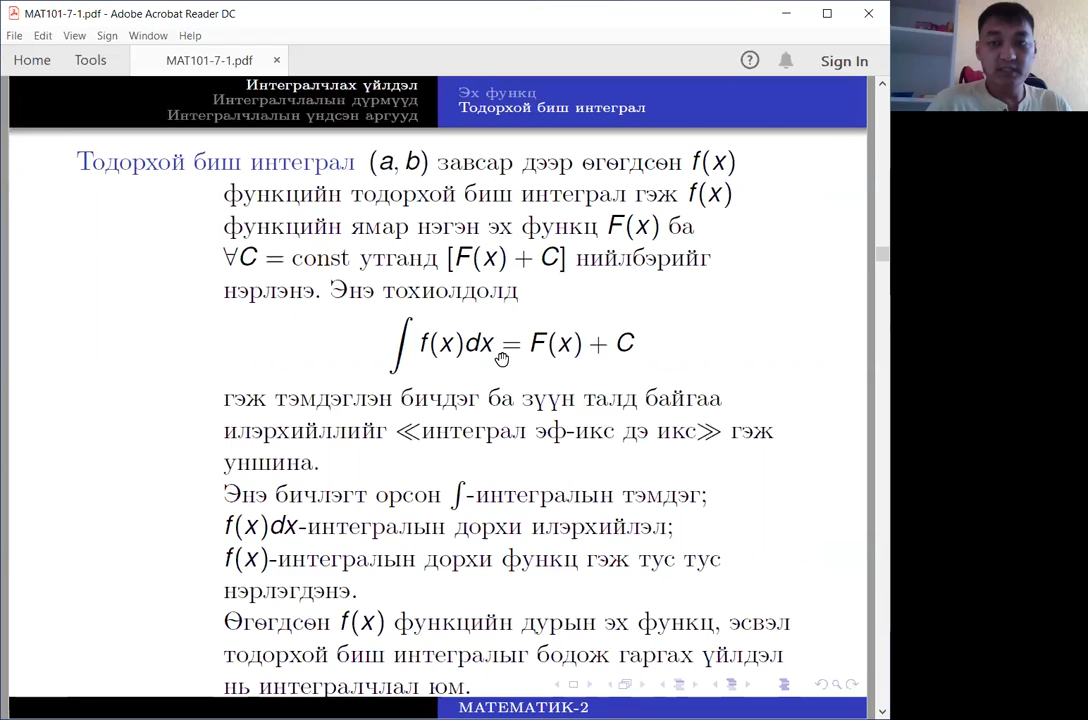 MAT101-7-1.pdf - Adobe Acrobat Reader DC
File Edit View Sign Window Help
Home Tools MAT101-7-1.pdf × Sign In
Интегралчлах үйлдэл
Интегралчлалын дүрмүүд
Интегралчлалын үндсэн аргууд
Эх функц
Тодорхой биш интеграл
Тодорхой биш интеграл (a, b) завсар дээр өгөгдсөн f(x)
функцийн тодорхой биш интеграл гэж f(x)
функцийн ямар нэгэн эх функц F(x) ба
∀C = const утганд [F(x) + C] нийлбэрийг
нэрлэнэ. Энэ тохиолдолд
∫ f(x)dx = F(x) + C
гэж тэмдэглэн бичдэг ба зүүн талд байгаа
илэрхийллийг ≪интеграл эф-икс дэ икс≫ гэж
уншина.
Энэ бичлэгт орсон ∫-интегралын тэмдэг;
f(x)dx-интегралын дорхи илэрхийлэл;
f(x)-интегралын дорхи функц гэж тус тус
нэрлэгдэнэ.
Өгөгдсөн f(x) функцийн дурын эх функц, эсвэл
тодорхой биш интегралыг бодож гаргах үйлдэл
нь интегралчлал юм.
МАТЕМАТИК-2